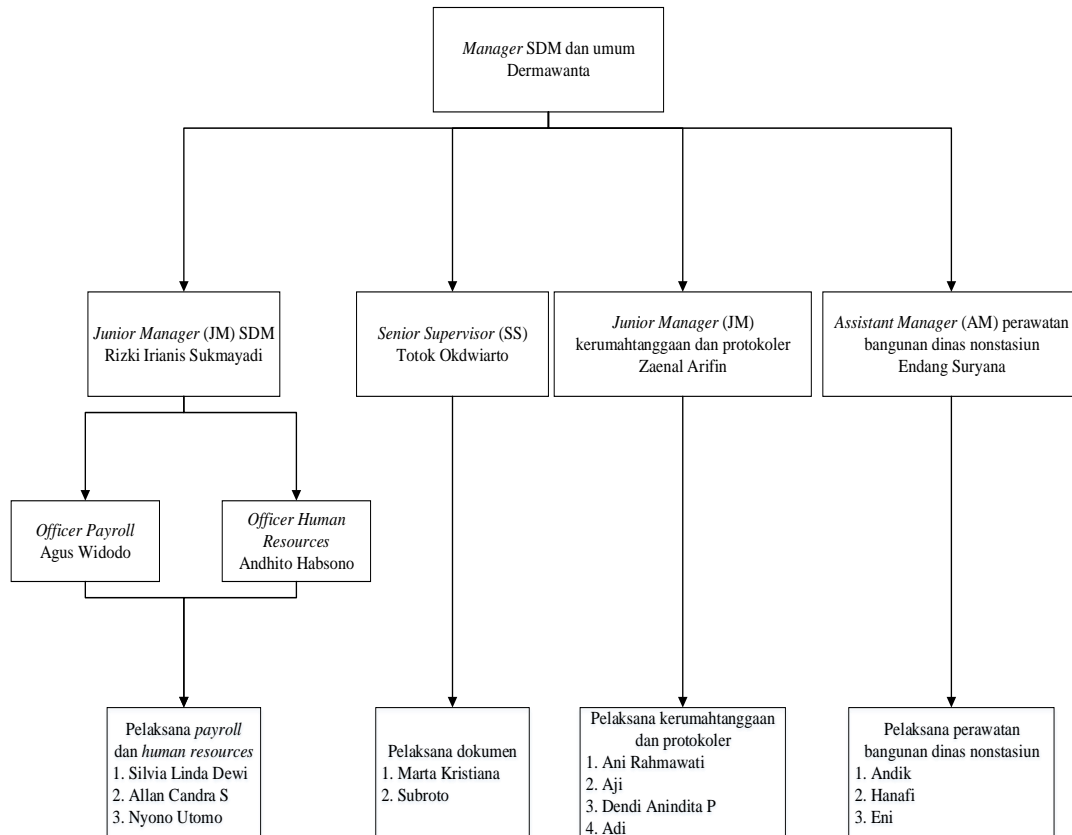 Manager SDM dan umum
Dermawanta
Junior Manager (JM) SDM
Rizki Irianis Sukmayadi
Senior Supervisor (SS)
Totok Okdwiarto
Junior Manager (JM)
kerumahtanggaan dan protokoler
Zaenal Arifin
Assistant Manager (AM) perawatan
bangunan dinas nonstasiun
Endang Suryana
Officer Payroll
Agus Widodo
Officer Human
Resources
Andhito Habsono
Pelaksana payroll
dan human resources
1. Silvia Linda Dewi
2. Allan Candra S
3. Nyono Utomo
Pelaksana dokumen
1. Marta Kristiana
2. Subroto
Pelaksana kerumahtanggaan
dan protokoler
1. Ani Rahmawati
2. Aji
3. Dendi Anindita P
4. Adi
Pelaksana perawatan
bangunan dinas nonstasiun
1. Andik
2. Hanafi
3. Eni